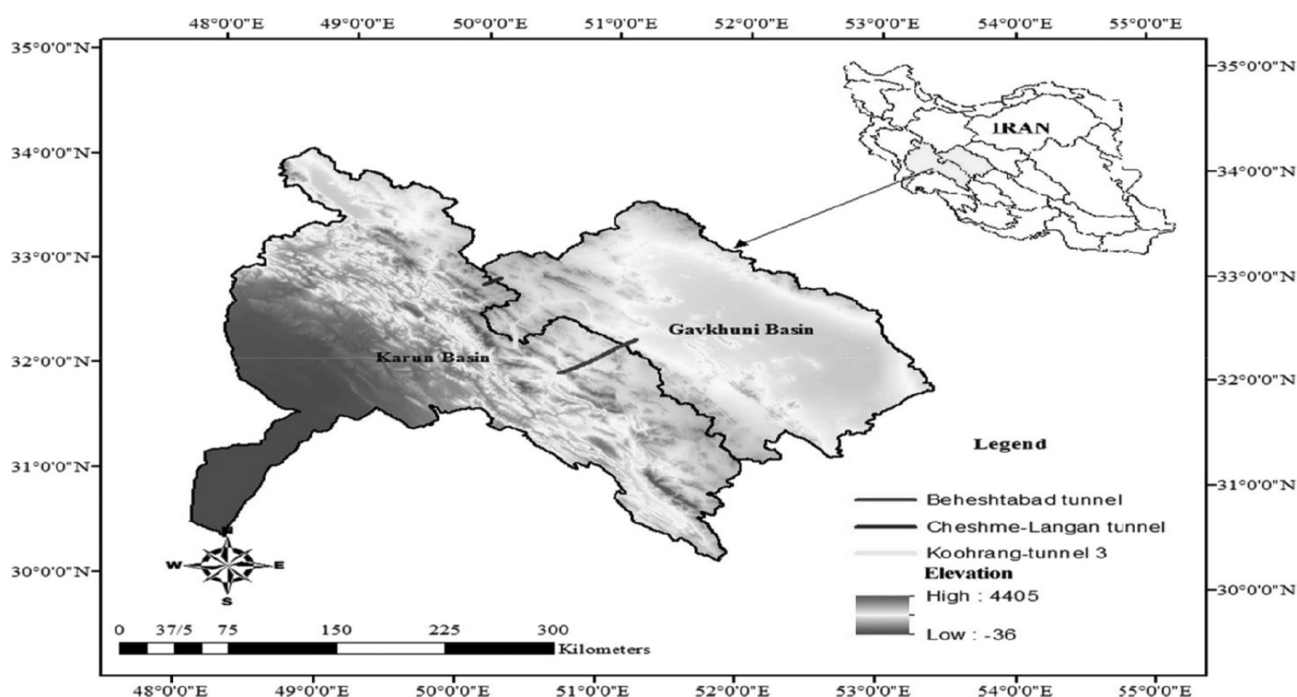 48°0'0"E 49°0'0"E 50°0'0"E 51°0'0"E 52°0'0"E 53°0'0"E 54°0'0"E 55°0'0"E
35°0'0"N
35°0'0"N
IRAN
34°0'0"N
34°0'0"N
33°0'0"N
33°0'0"N
Gavkhuni Basin
Karun Basin
32°0'0"N
32°0'0"N
Legend
31°0'0"N
31°0'0"N
Beheshtabad tunnel
Cheshme-Langan tunnel
Koohrang-tunnel 3
N
W E
S
30°0'0"N
30°0'0"N
Elevation
High : 4405
Low : -36
0 37/5 75 150 225 300
Kilometers
48°0'0"E 49°0'0"E 50°0'0"E 51°0'0"E 52°0'0"E 53°0'0"E 54°0'0"E 55°0'0"E